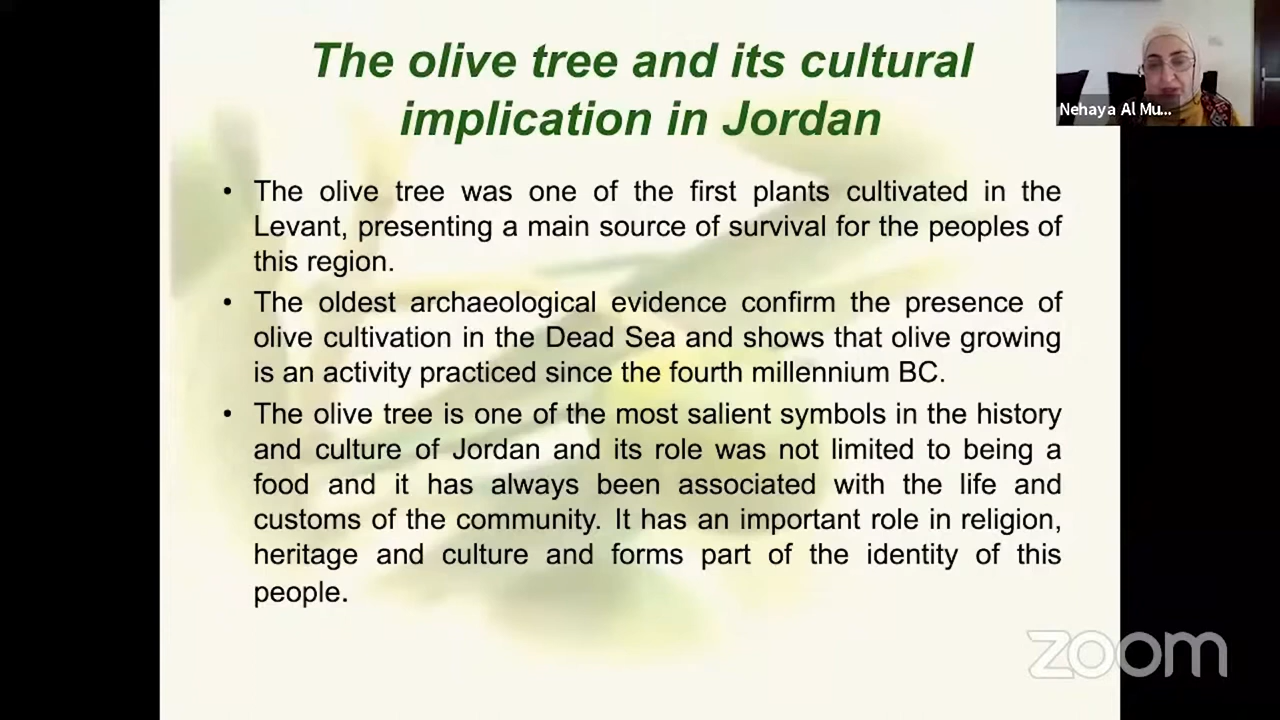 The olive tree and its cultural
implication in Jordan
Nehaya Al Mu...
• The olive tree was one of the first plants cultivated in the
Levant, presenting a main source of survival for the peoples of
this region.
• The oldest archaeological evidence confirm the presence of
olive cultivation in the Dead Sea and shows that olive growing
is an activity practiced since the fourth millennium BC.
• The olive tree is one of the most salient symbols in the history
and culture of Jordan and its role was not limited to being a
food and it has always been associated with the life and
customs of the community. It has an important role in religion,
heritage and culture and forms part of the identity of this
people.
zoom